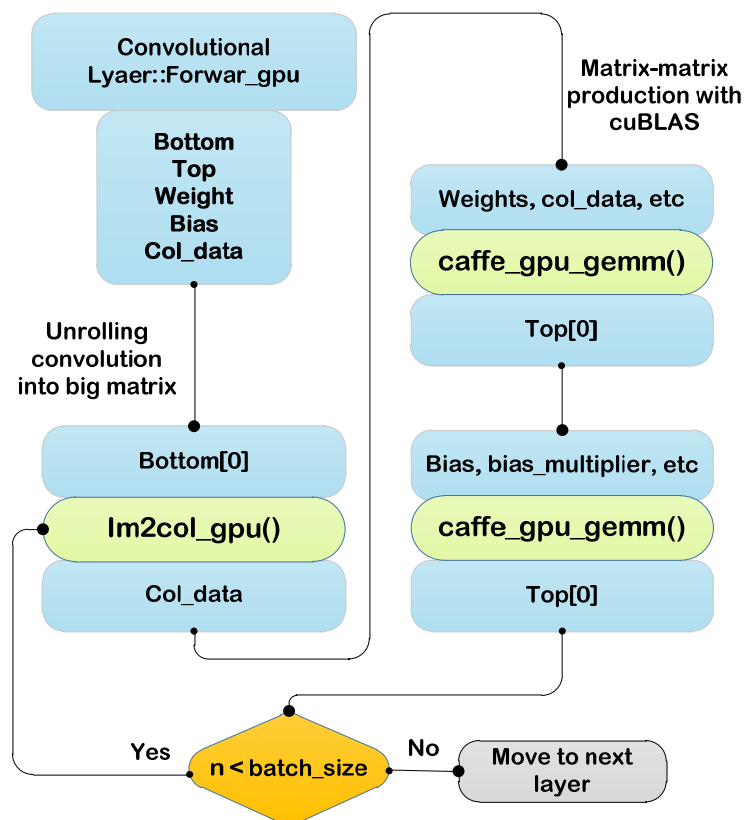 Convolutional
Lyaer::Forwar_gpu
Bottom
Top
Weight
Bias
Col_data
Unrolling
convolution
into big matrix
Bottom[0]
Im2col_gpu()
Col_data
Matrix-matrix
production with
cuBLAS
Weights, col_data, etc
caffe_gpu_gemm()
Top[0]
Bias, bias_multiplier, etc
caffe_gpu_gemm()
Top[0]
Yes
n < batch_size
No
Move to next
layer